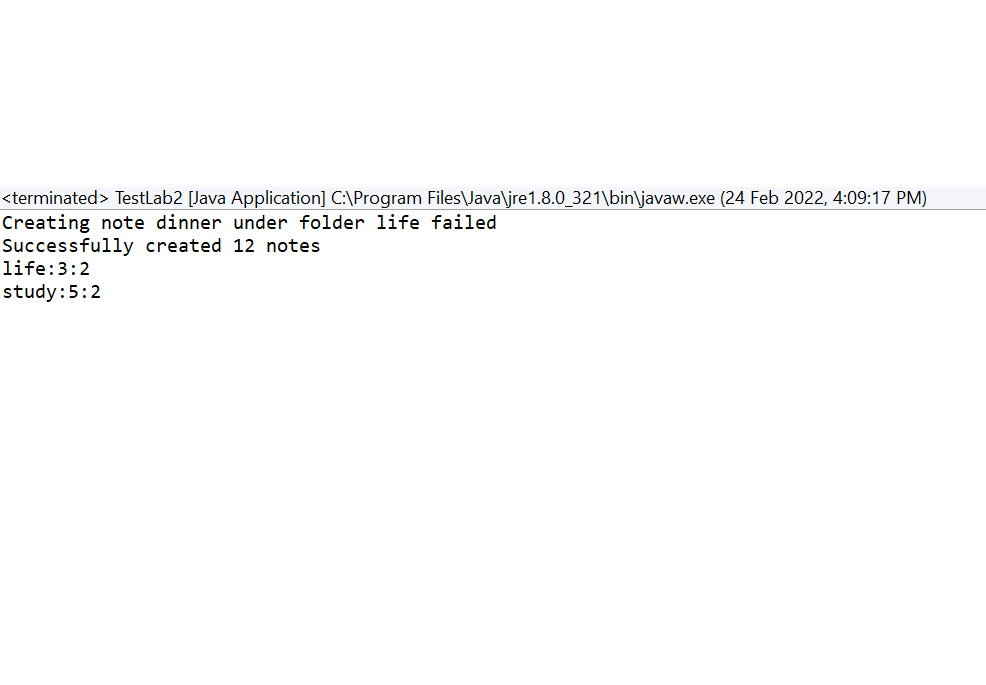 <terminated> TestLab2 [Java Application] C:\Program Files\Java\jre1.8.0_321\bin\javaw.exe (24 Feb 2022, 4:09:17 PM)
Creating note dinner under folder life failed
Successfully created 12 notes
life:3:2
study:5:2